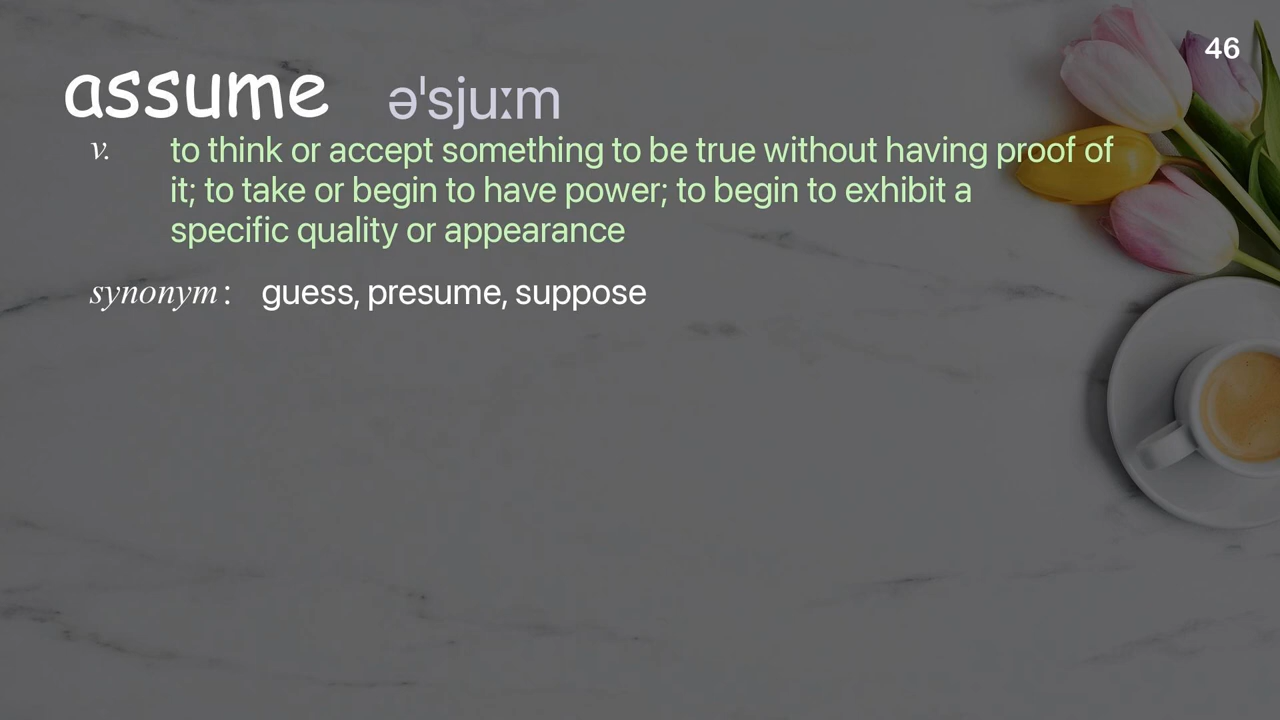 46
assume əˈsjuːm
v. to think or accept something to be true without having proof of
it; to take or begin to have power; to begin to exhibit a
specific quality or appearance
synonym: guess, presume, suppose